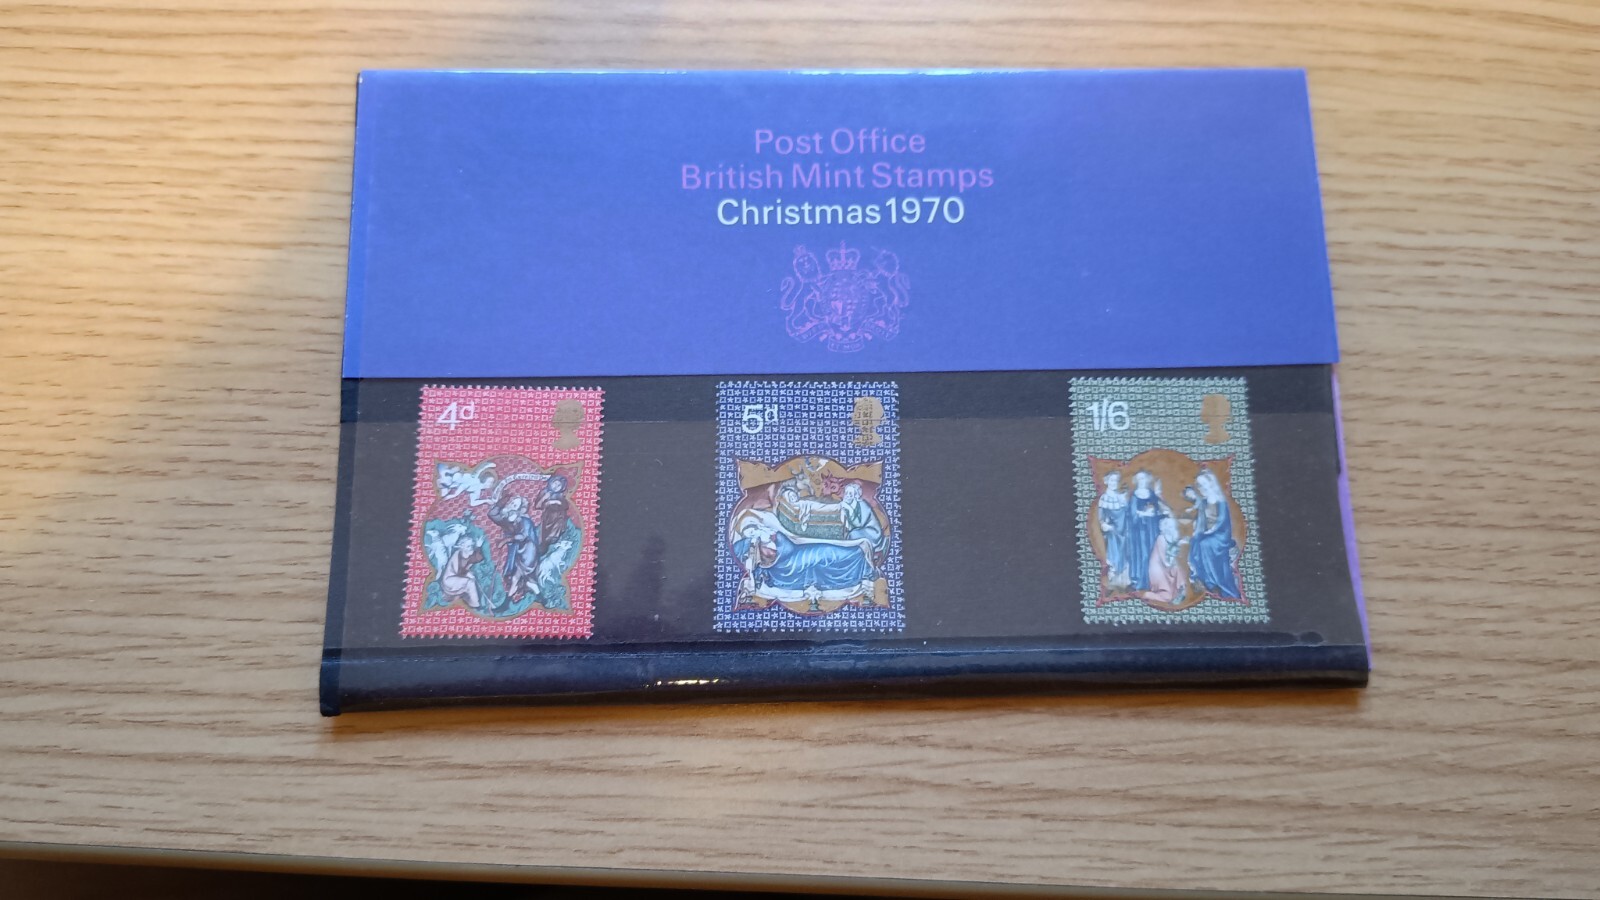 Post Office
British Mint Stamps
Christmas 1970
4d
5d
1/6